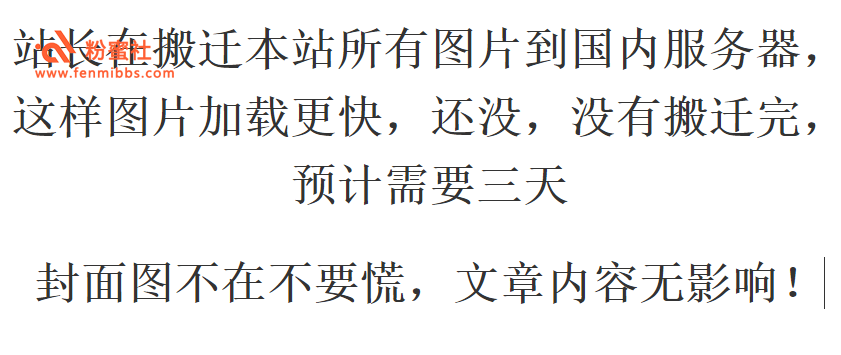 站长在搬迁本站所有图片到国内服务器，
粉蜜社
www.fenmibbs.com
这样图片加载更快，还没，没有搬迁完，
预计需要三天
封面图不在不要慌，文章内容无影响！